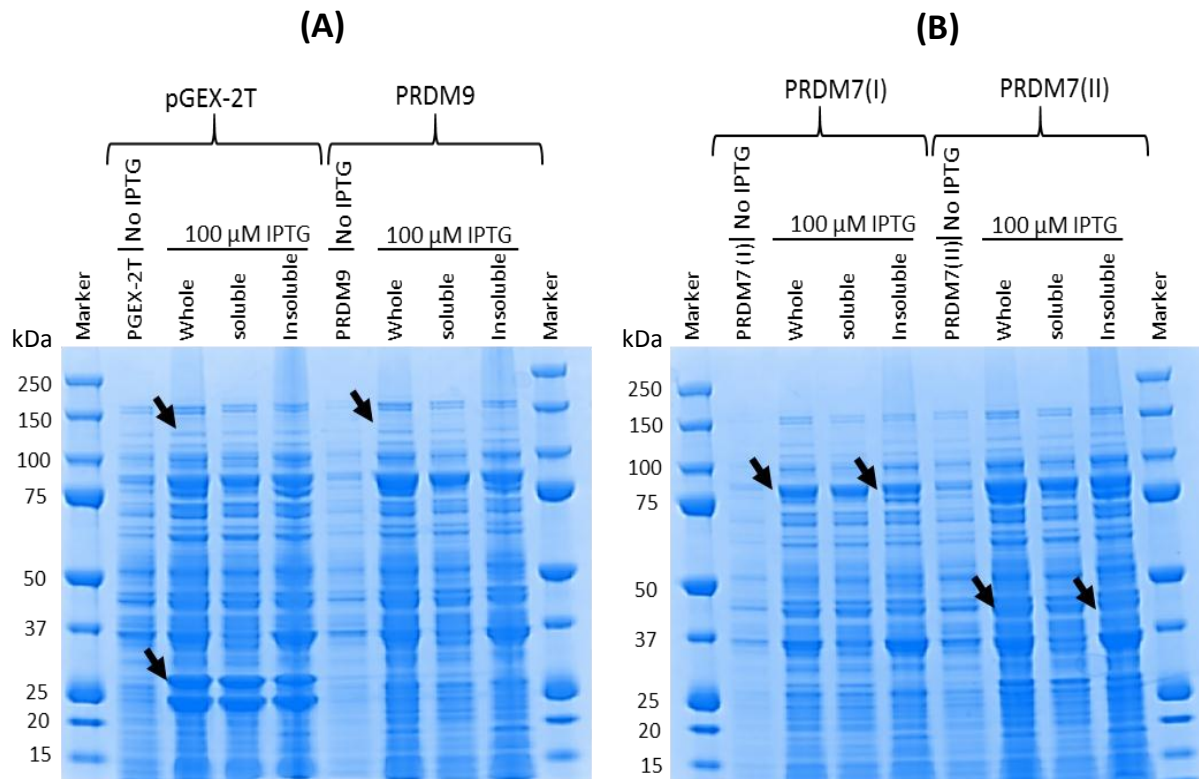 (A)
pGEX-2T
PRDM9
No IPTG
100 µM IPTG
No IPTG
100 µM IPTG
Marker
PGEX-2T
Whole
soluble
Insoluble
PRDM9
Whole
soluble
Insoluble
Marker
kDa
250
150
100
75
50
37
25
20
15
(B)
PRDM7(I)
PRDM7(II)
No IPTG
100 µM IPTG
No IPTG
100 µM IPTG
Marker
PRDM7 (I)
Whole
soluble
Insoluble
PRDM7(II)
Whole
soluble
Insoluble
Marker
kDa
250
150
100
75
50
37
25
20
15